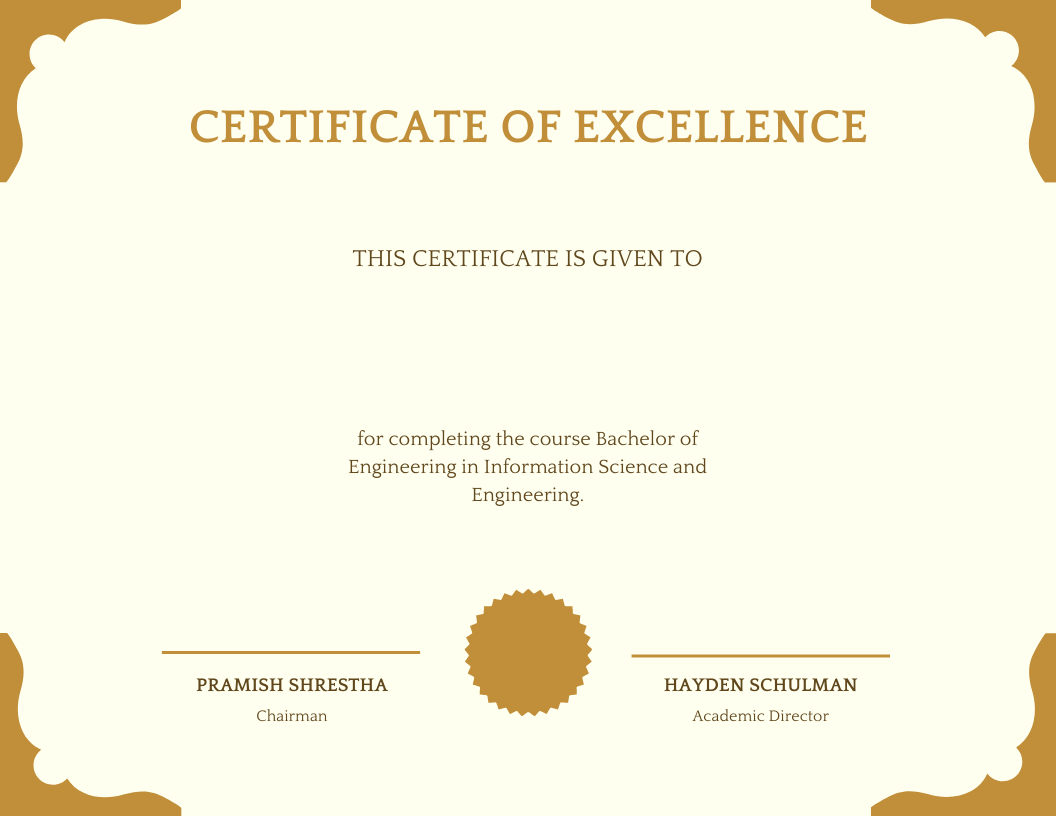 CERTIFICATE OF EXCELLENCE
THIS CERTIFICATE IS GIVEN TO
for completing the course Bachelor of
Engineering in Information Science and
Engineering.
PRAMISH SHRESTHA
Chairman
HAYDEN SCHULMAN
Academic Director